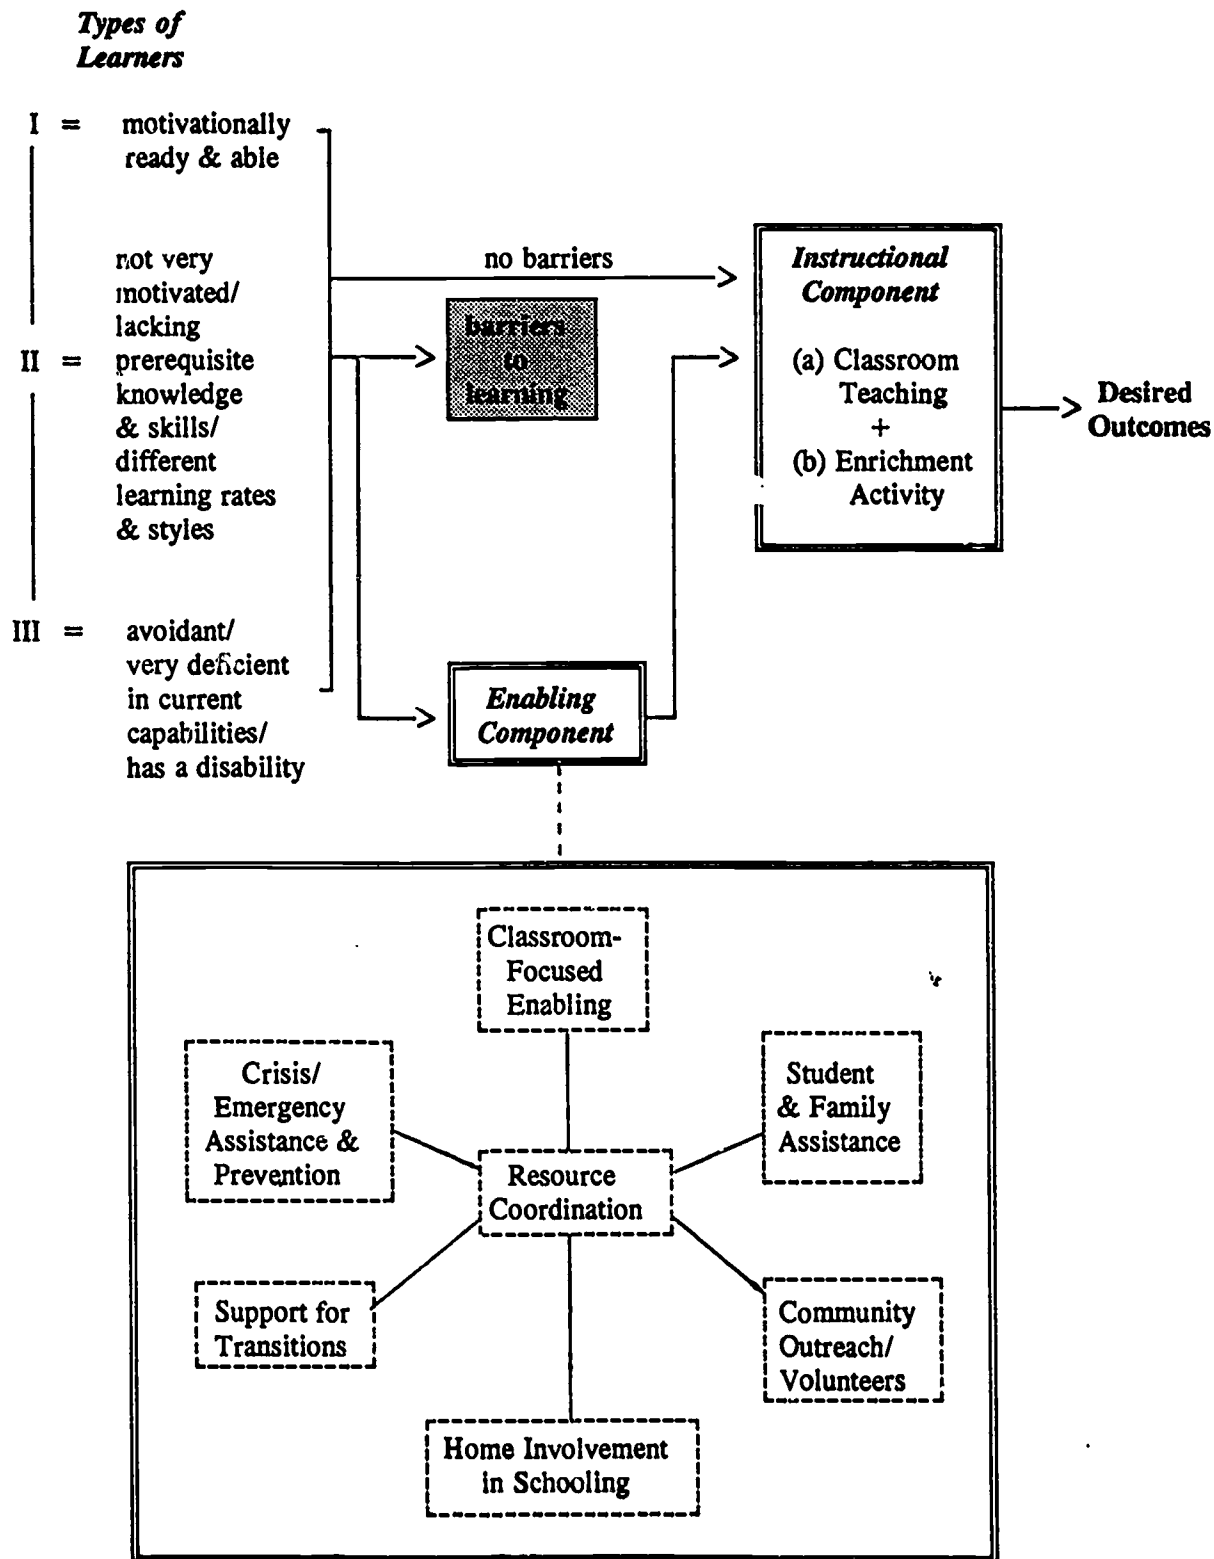 Types of
Learners
I = motivationally
ready & able
not very
motivated/
lacking
II = prerequisite
knowledge
& skills/
different
learning rates
& styles
III = avoidant/
very deficient
in current
capabilities/
has a disability
no barriers
barriers
to
learning
Instructional
Component
(a) Classroom
Teaching
+
(b) Enrichment
Activity
Desired
Outcomes
Enabling
Component
Classroom-
Focused
Enabling
Crisis/
Emergency
Assistance &
Prevention
Student
& Family
Assistance
Resource
Coordination
Support for
Transitions
Community
Outreach/
Volunteers
Home Involvement
in Schooling